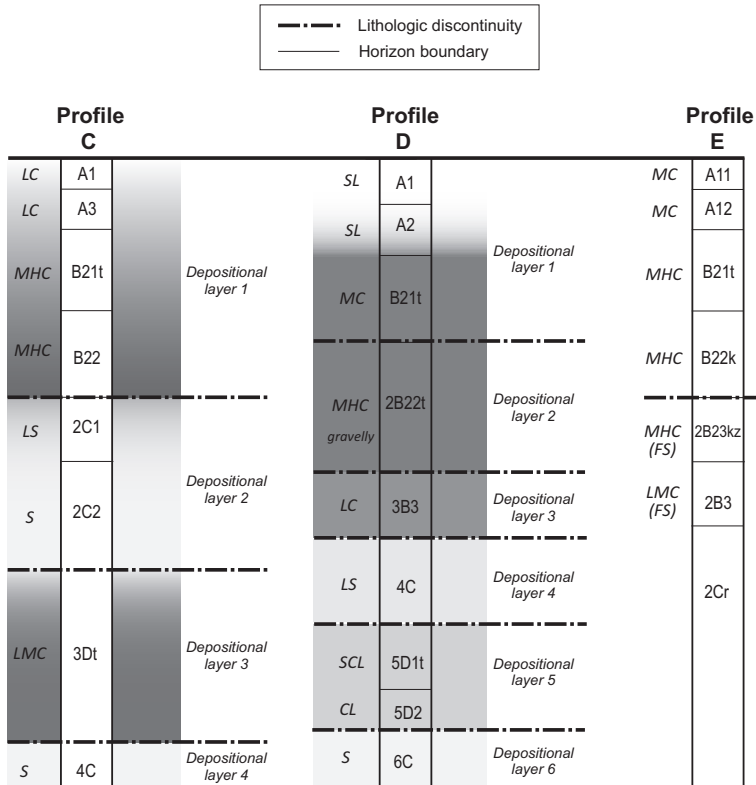 Lithologic discontinuity
Horizon boundary
Profile
C
LC
A1
LC
A3
MHC
B21t
MHC
B22
Depositional
layer 1
LS
2C1
S
2C2
Depositional
layer 2
LMC
3Dt
Depositional
layer 3
S
4C
Depositional
layer 4
Profile
D
SL
A1
SL
A2
MC
B21t
Depositional
layer 1
MHC
gravelly
2B22t
Depositional
layer 2
LC
3B3
Depositional
layer 3
LS
4C
Depositional
layer 4
SCL
5D1t
CL
5D2
Depositional
layer 5
S
6C
Depositional
layer 6
Profile
E
MC
A11
MC
A12
MHC
B21t
MHC
B22k
MHC
(FS)
2B23kz
LMC
(FS)
2B3
2Cr